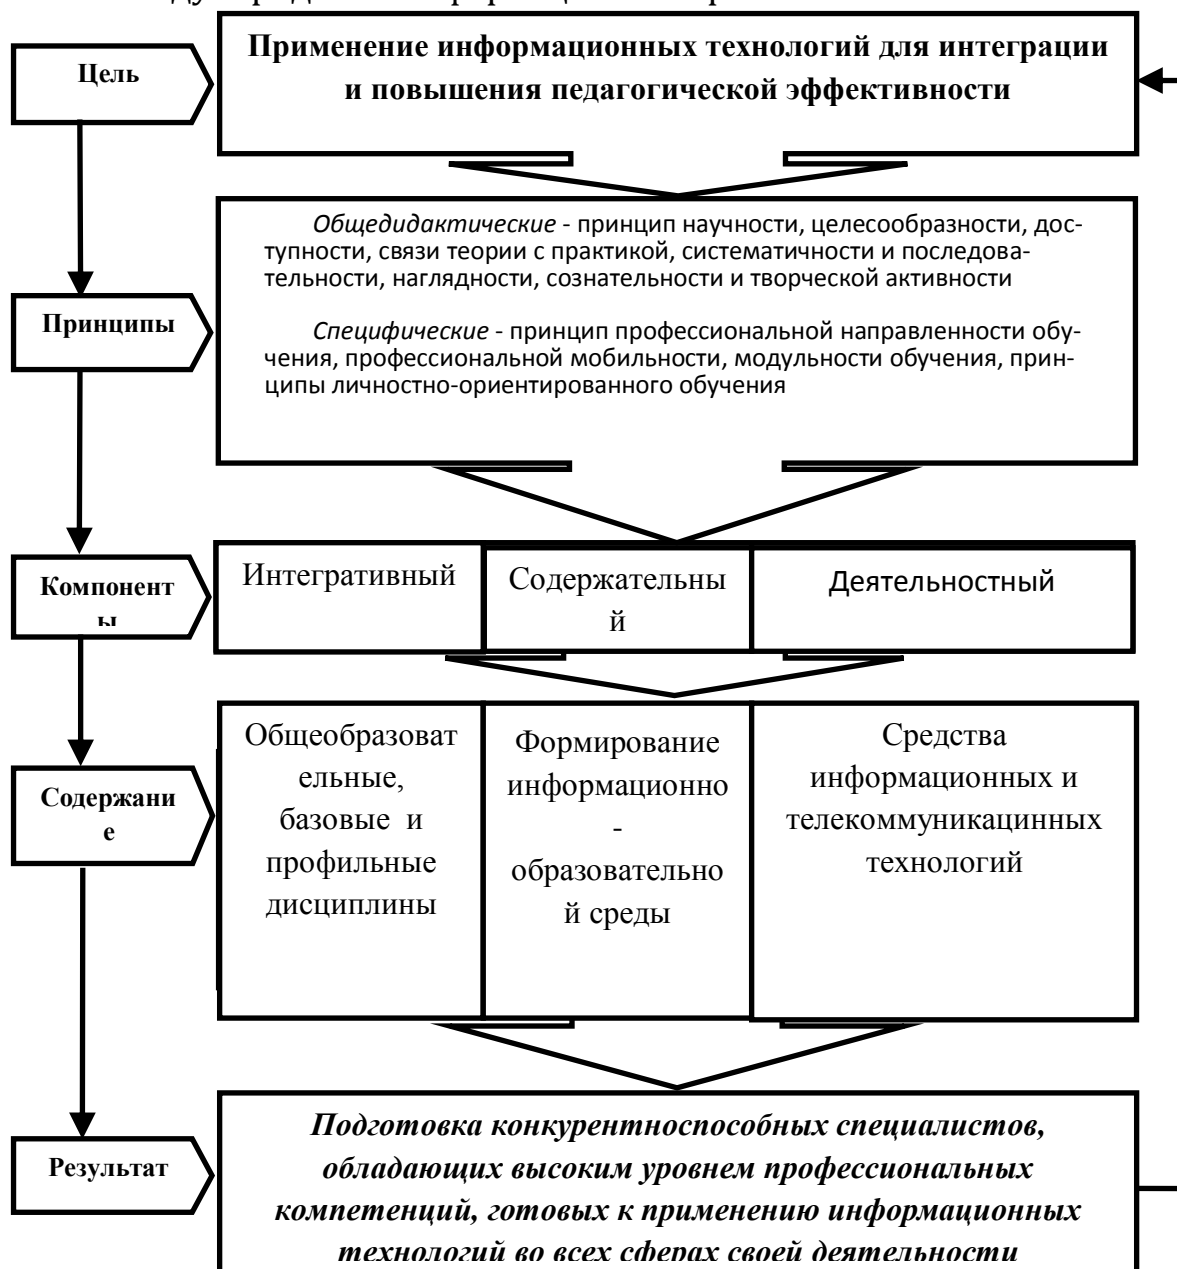 Цель
Применение информационных технологий для интеграции
и повышения педагогической эффективности
Принципы
Общедидактические - принцип научности, целесообразности, дос-
тупности, связи теории с практикой, систематичности и последова-
тельности, наглядности, сознательности и творческой активности
Специфические - принцип профессиональной направленности обу-
чения, профессиональной мобильности, модульности обучения, прин-
ципы личностно-ориентированного обучения
Компонент
ы
Интегративный
Содержательны
й
Деятельностный
Содержани
е
Общеобразоват
ельные,
базовые и
профильные
дисциплины
Формирование
информационно
-
образовательно
й среды
Средства
информационных и
телекоммуникацинных
технологий
Результат
Подготовка конкурентноспособных специалистов,
обладающих высоким уровнем профессиональных
компетенций, готовых к применению информационных
технологий во всех сферах своей деятельности